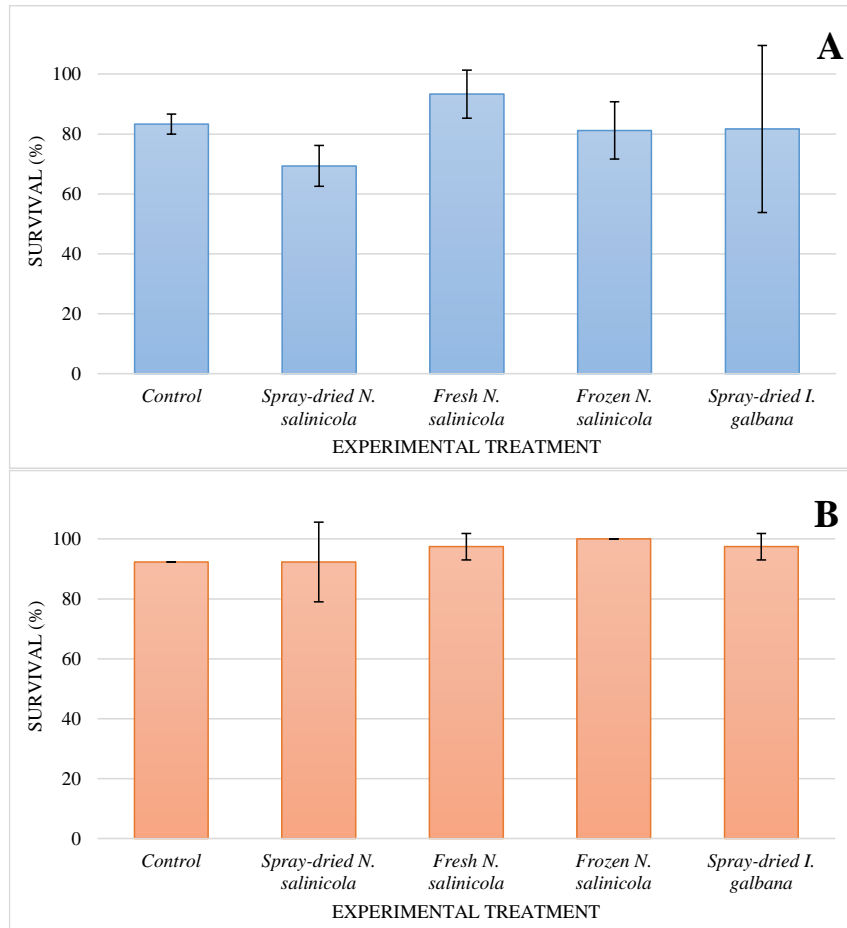 A
100
80
60
40
20
0
SURVIVAL (%)
Control
Spray-dried N.
salinicola
Fresh N.
salinicola
Frozen N.
salinicola
Spray-dried I.
galbana
EXPERIMENTAL TREATMENT
B
100
80
60
40
20
0
SURVIVAL (%)
Control
Spray-dried N.
salinicola
Fresh N.
salinicola
Frozen N.
salinicola
Spray-dried I.
galbana
EXPERIMENTAL TREATMENT